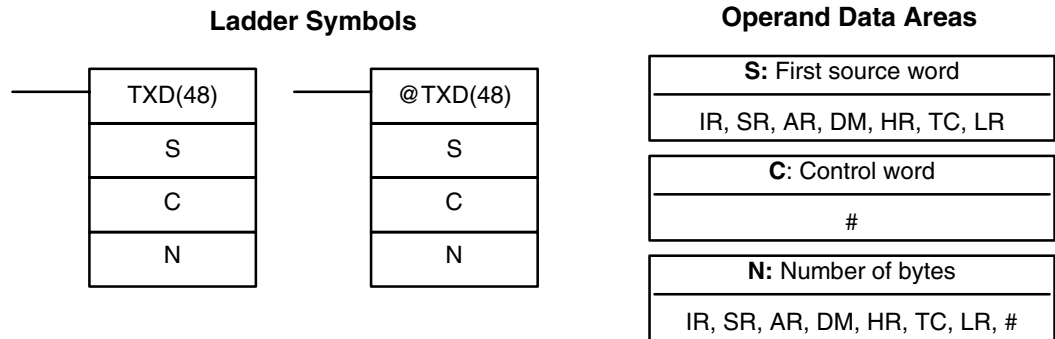 Ladder Symbols
TXD(48)
S
C
N
@TXD(48)
S
C
N
Operand Data Areas
S: First source word
IR, SR, AR, DM, HR, TC, LR
C: Control word
#
N: Number of bytes
IR, SR, AR, DM, HR, TC, LR, #